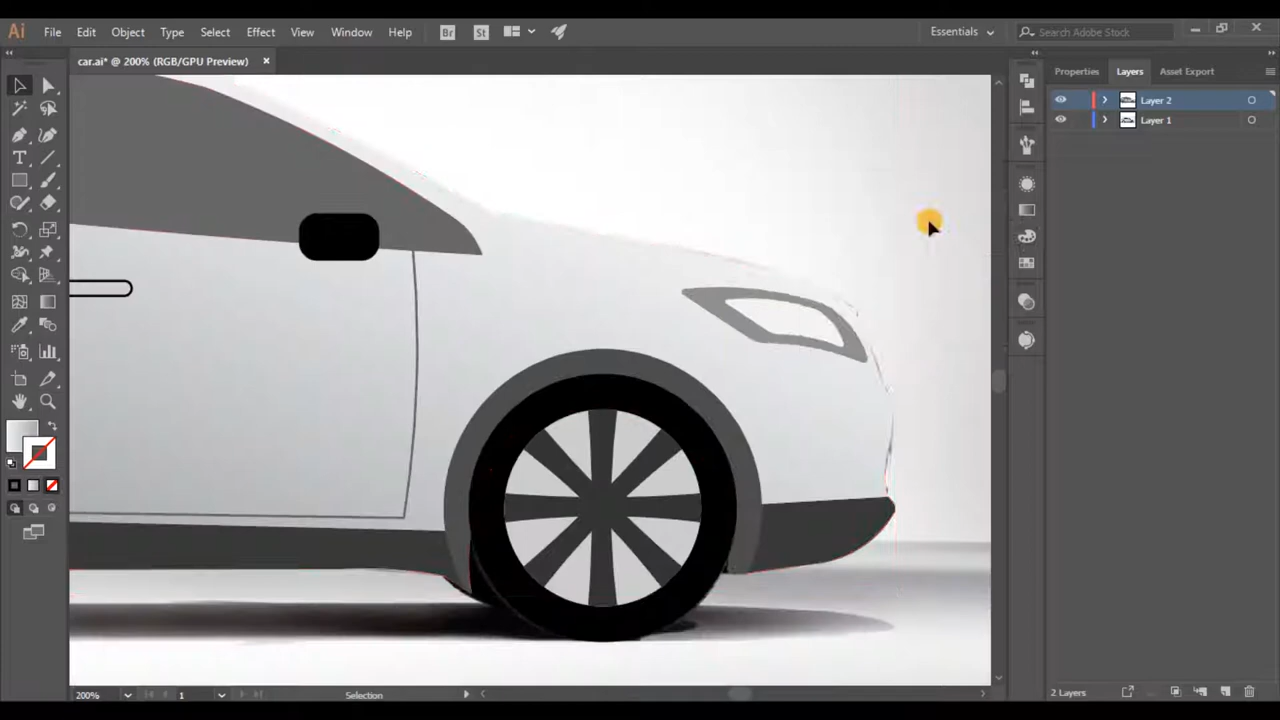 Ai File Edit Object Type Select Effect View Window Help Br St Essentials Search Adobe Stock
car.ai* @ 200% (RGB/GPU Preview) ×
Properties Layers Asset Export
Layer 2
Layer 1
200% 1 Selection 2 Layers